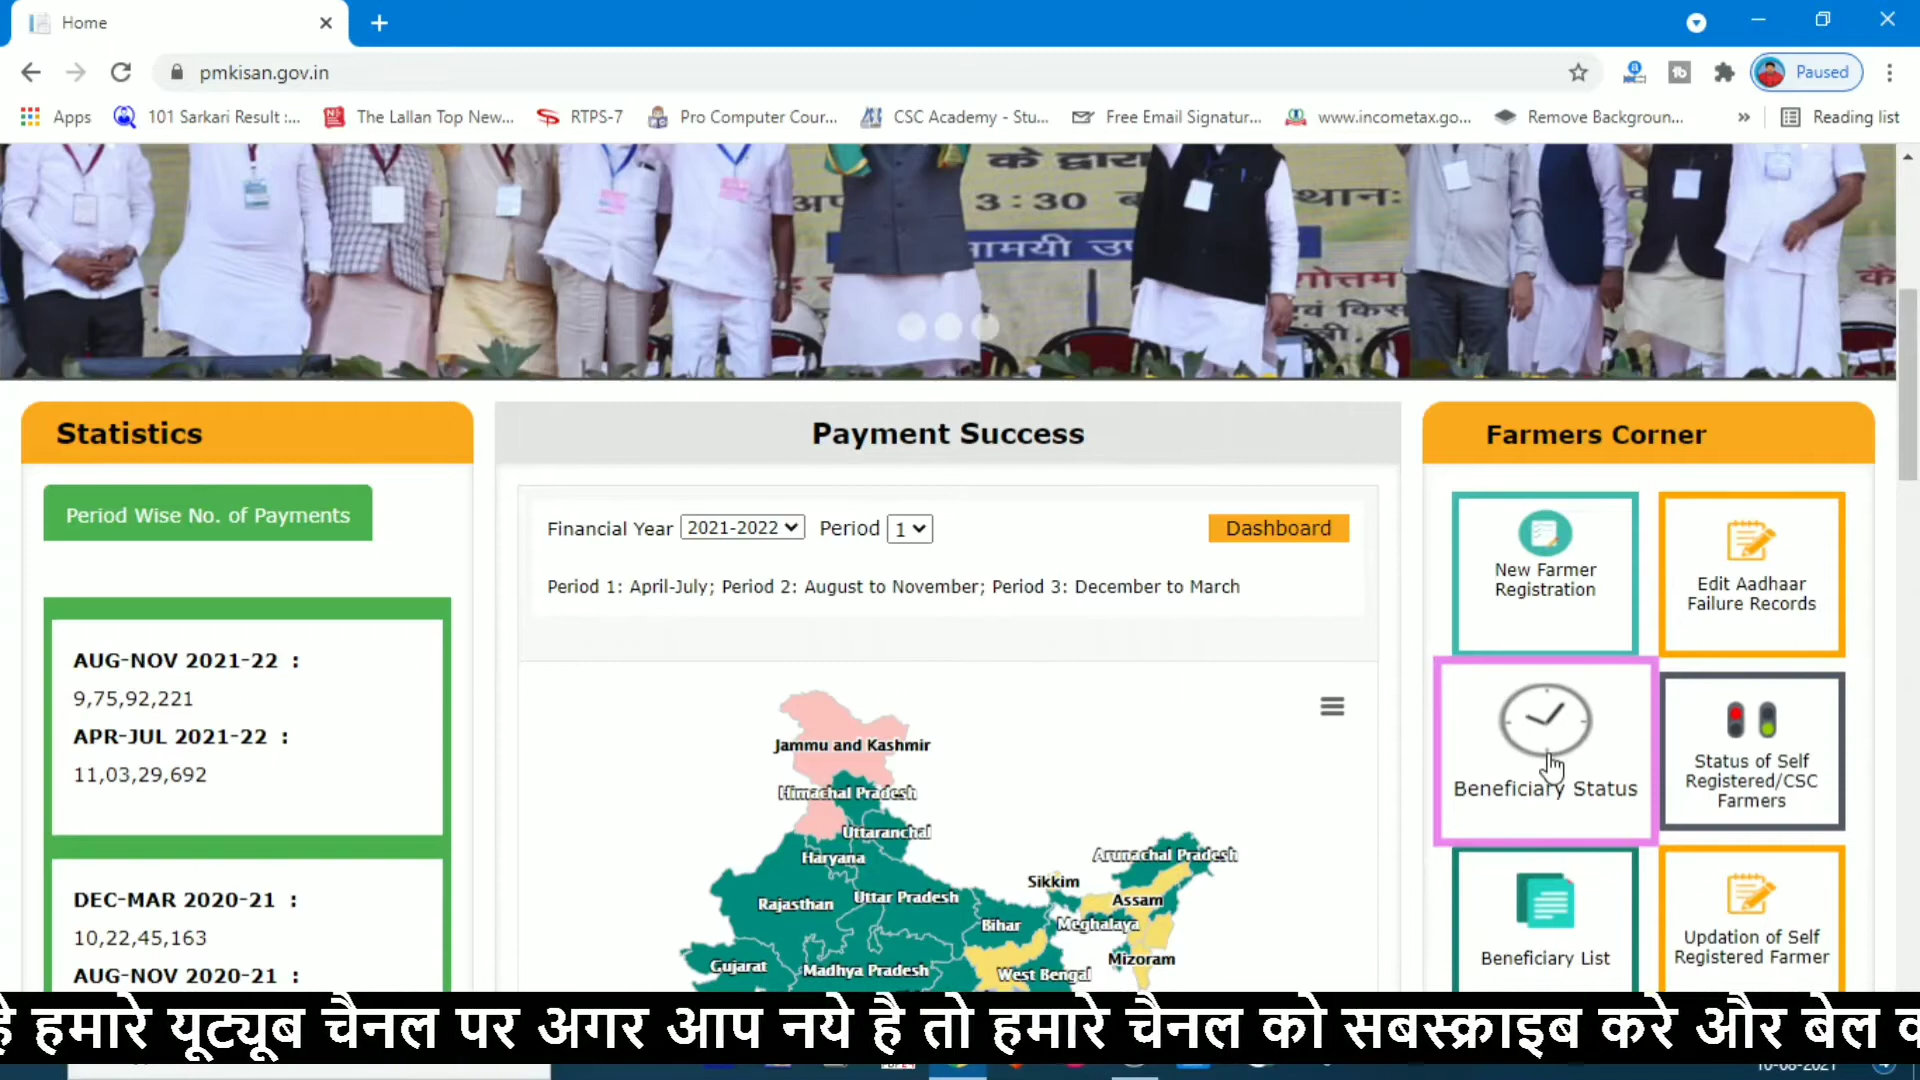 Home
pmkisan.gov.in
Paused
Apps
101 Sarkari Result :...
The Lallan Top New...
RTPS-7
Pro Computer Cour...
CSC Academy - Stu...
Free Email Signatur...
www.incometax.go...
Remove Backgroun...
Reading list
के द्वारा
3:30
Statistics
Period Wise No. of Payments
AUG-NOV 2021-22 :
9,75,92,221
APR-JUL 2021-22 :
11,03,29,692
DEC-MAR 2020-21 :
10,22,45,163
AUG-NOV 2020-21 :
Payment Success
Financial Year 2021-2022 Period 1 Dashboard
Period 1: April-July; Period 2: August to November; Period 3: December to March
Jammu and Kashmir
Himachal Pradesh
Uttaranchal
Haryana
Arunachal Pradesh
Sikkim
Rajasthan
Uttar Pradesh
Assam
Bihar
Meghalaya
Gujarat
Madhya Pradesh
West Bengal
Mizoram
Farmers Corner
New Farmer
Registration
Edit Aadhaar
Failure Records
Beneficiary Status
Status of Self
Registered/CSC
Farmers
Beneficiary List
Updation of Self
Registered Farmer
है हमारे यूट्यूब चैनल पर अगर आप नये है तो हमारे चैनल को सबस्क्राइब करे और बेल
10-08-2021